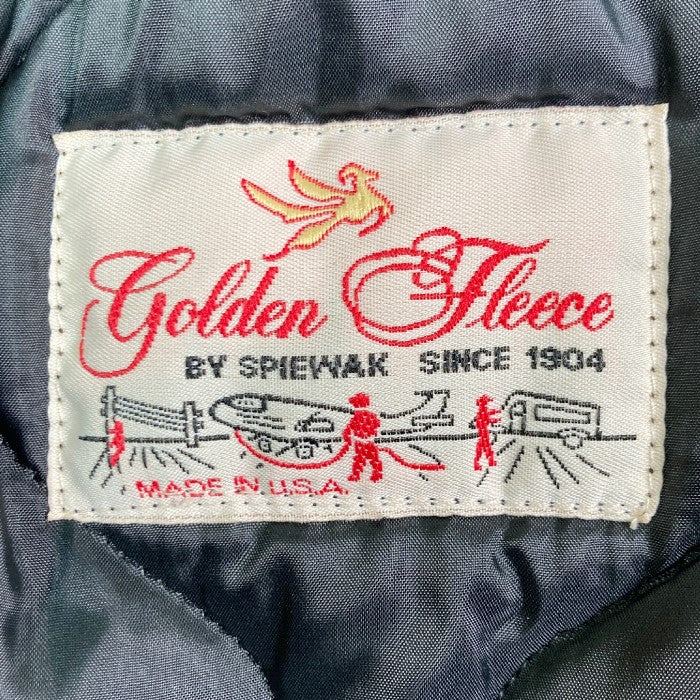 Golden Fleece
BY SPIEWAK SINCE 1904
MADE IN U.S.A.